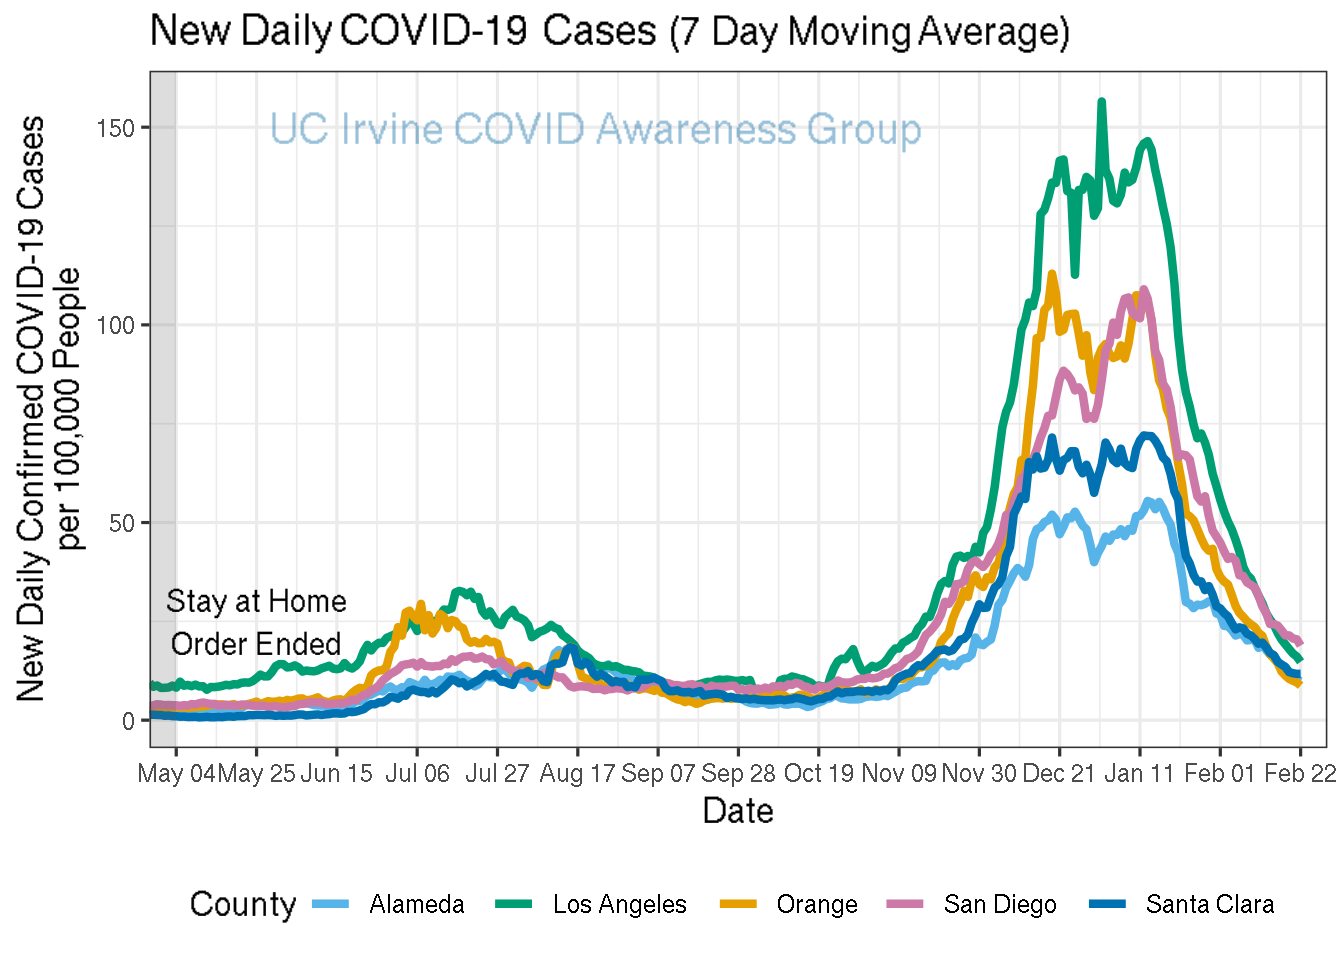 New Daily COVID-19 Cases (7 Day Moving Average)
UC Irvine COVID Awareness Group
New Daily Confirmed COVID-19 Cases
per 100,000 People
150
100
50
0
Stay at Home
Order Ended
May 04 May 25 Jun 15 Jul 06 Jul 27 Aug 17 Sep 07 Sep 28 Oct 19 Nov 09 Nov 30 Dec 21 Jan 11 Feb 01 Feb 22
Date
County Alameda Los Angeles Orange San Diego Santa Clara